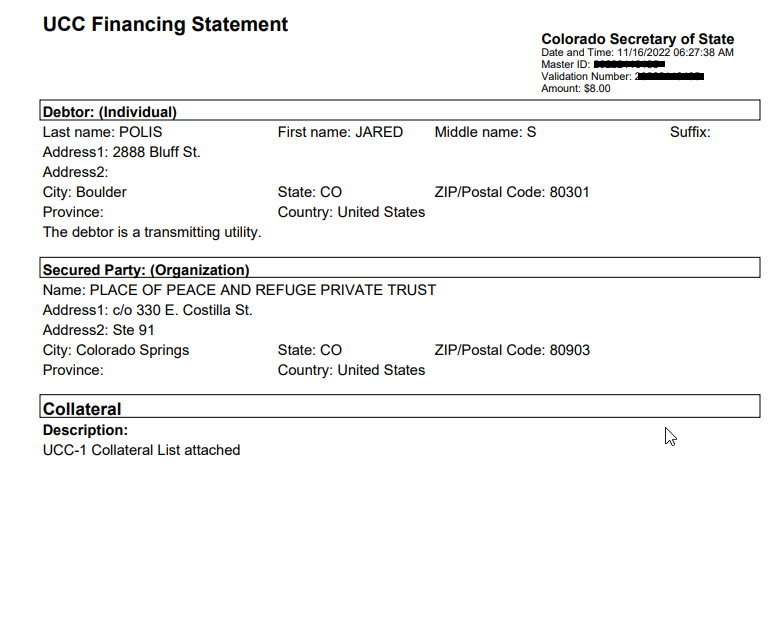 UCC Financing Statement
Colorado Secretary of State
Date and Time: 11/16/2022 06:27:38 AM
Master ID:
Validation Number:
Amount: $8.00
Debtor: (Individual)
Last name: POLIS First name: JARED Middle name: S Suffix:
Address1: 2888 Bluff St.
Address2:
City: Boulder State: CO ZIP/Postal Code: 80301
Province: Country: United States
The debtor is a transmitting utility.
Secured Party: (Organization)
Name: PLACE OF PEACE AND REFUGE PRIVATE TRUST
Address1: c/o 330 E. Costilla St.
Address2: Ste 91
City: Colorado Springs State: CO ZIP/Postal Code: 80903
Province: Country: United States
Collateral
Description:
UCC-1 Collateral List attached